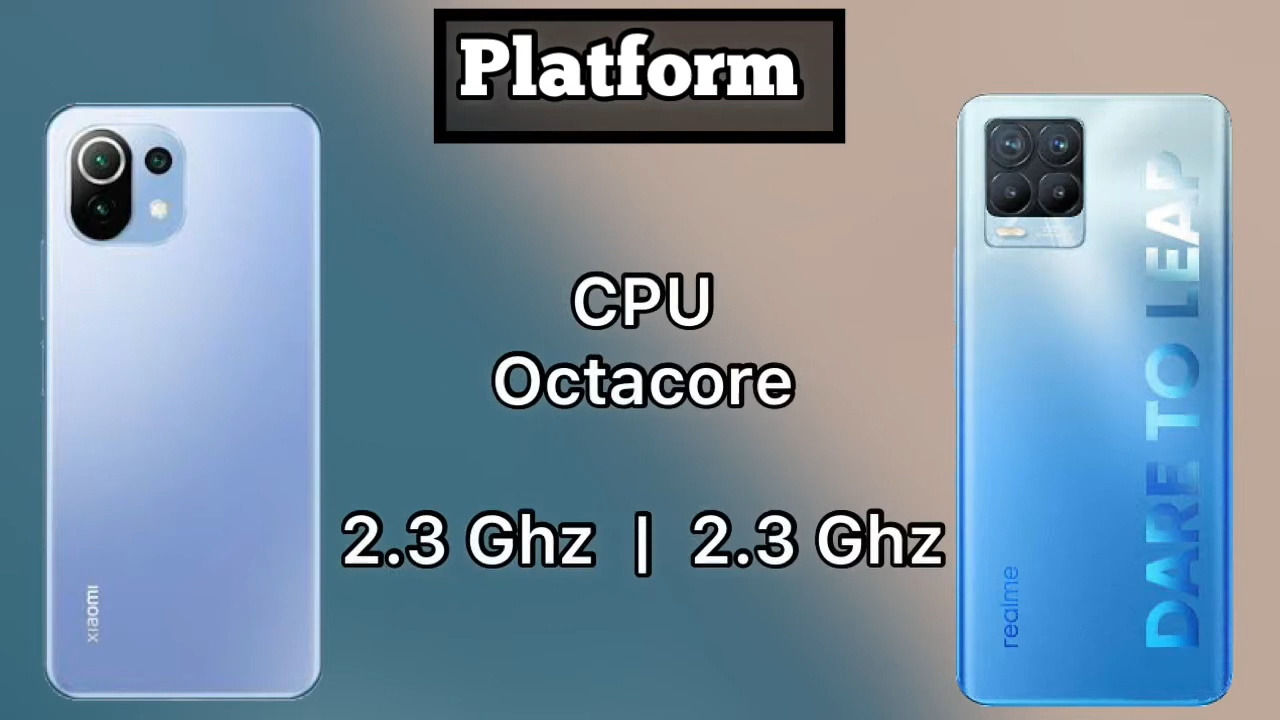 Platform
CPU
Octacore
2.3 Ghz | 2.3 Ghz
xiaomi
realme
DARE TO LEAP